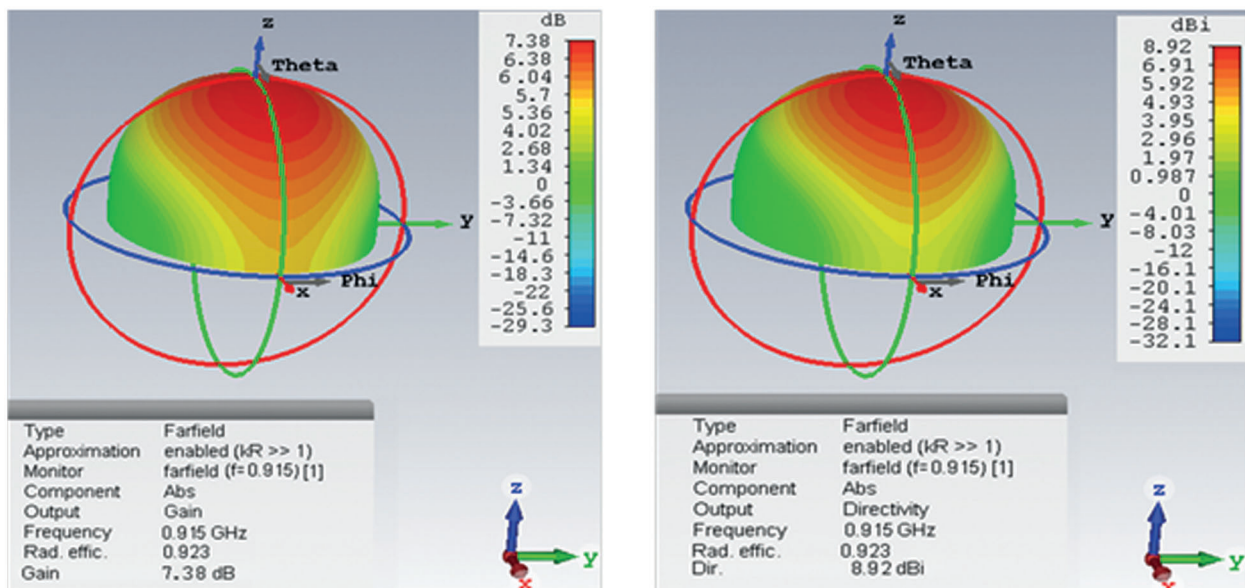 dB
7.38
6.38
6.04
5.7
5.36
4.02
2.68
1.34
0
-3.66
-7.32
-11
-14.6
-18.3
-22
-25.6
-29.3
z
Theta
y
Phi
x
Type Farfield
Approximation enabled (kR >> 1)
Monitor farfield (f=0.915) [1]
Component Abs
Output Gain
Frequency 0.915 GHz
Rad. effic. 0.923
Gain 7.38 dB
z
y
x
dBi
8.92
6.91
5.92
4.93
3.95
2.96
1.97
0.987
0
-4.01
-8.03
-12
-16.1
-20.1
-24.1
-28.1
-32.1
z
Theta
y
Phi
x
Type Farfield
Approximation enabled (kR >> 1)
Monitor farfield (f=0.915) [1]
Component Abs
Output Directivity
Frequency 0.915 GHz
Rad. effic. 0.923
Dir. 8.92 dBi
z
y
x